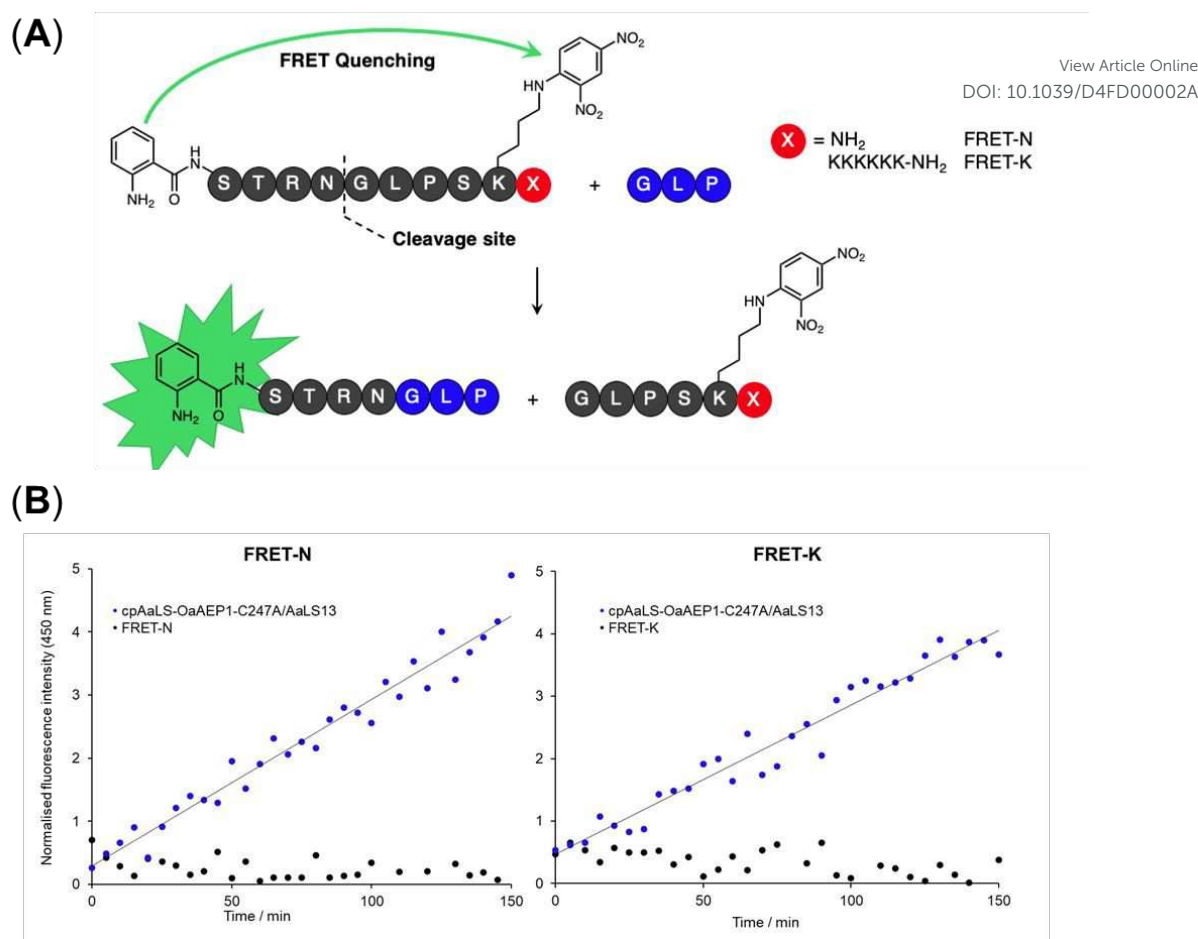 (A)
View Article Online
DOI: 10.1039/D4FD00002A
FRET Quenching
NO₂
HN
NO₂
H
N
NH₂
O
S T R N G L P S K X + G L P
X = NH₂ FRET-N
KKKKKK-NH₂ FRET-K
Cleavage site
NO₂
HN
NO₂
H
N
NH₂
O
S T R N G L P + G L P S K X
(B)
FRET-N
Normalised fluorescence intensity (450 nm)
5
4
3
2
1
0
cpAaLS-OaAEP1-C247A/AaLS13
FRET-N
0 50 100 150
Time / min
FRET-K
5
4
3
2
1
0
cpAaLS-OaAEP1-C247A/AaLS13
FRET-K
0 50 100 150
Time / min